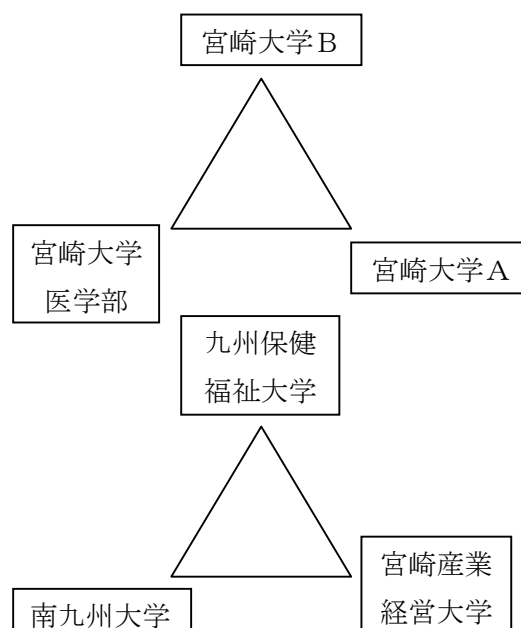 宮崎大学Ｂ
宮崎大学
医学部
宮崎大学Ａ
九州保健
福祉大学
南九州大学
宮崎産業
経営大学